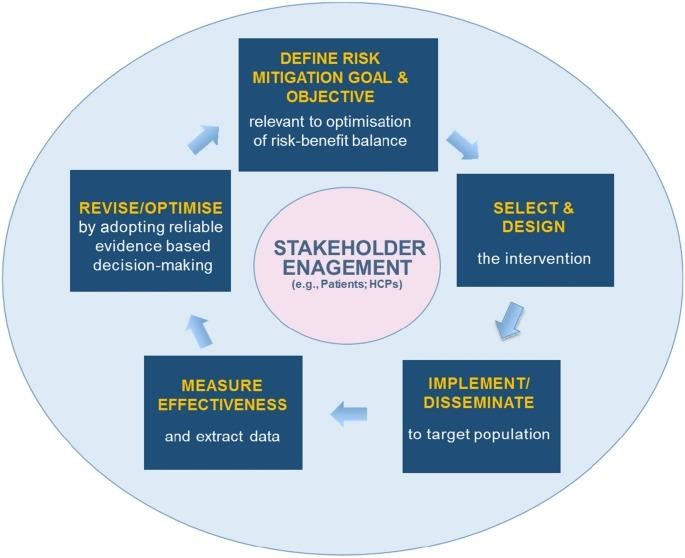 DEFINE RISK
MITIGATION GOAL &
OBJECTIVE
relevant to optimisation
of risk-benefit balance
SELECT &
DESIGN
the intervention
IMPLEMENT/
DISSEMINATE
to target population
MEASURE
EFFECTIVENESS
and extract data
REVISE/OPTIMISE
by adopting reliable
evidence based
decision-making
STAKEHOLDER
ENAGEMENT
(e.g., Patients; HCPs)